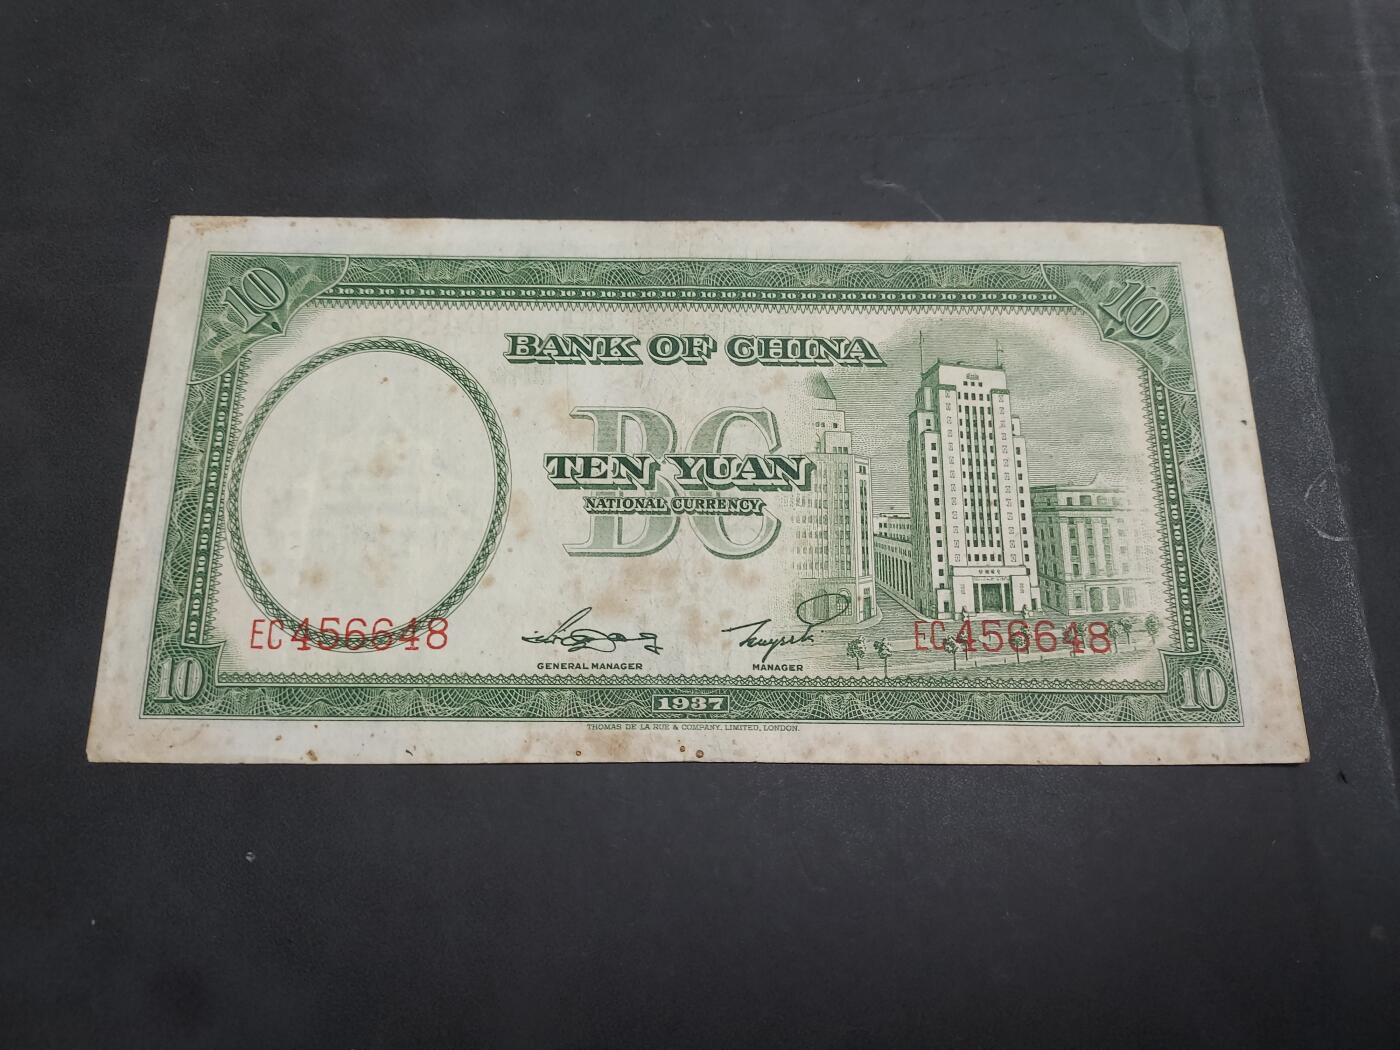 10 10
BANK OF CHINA
BC
TEN YUAN
NATIONAL CURRENCY
EC456648 EC456648
GENERAL MANAGER MANAGER
10 10
1937
THOMAS DE LA RUE & COMPANY, LIMITED, LONDON.